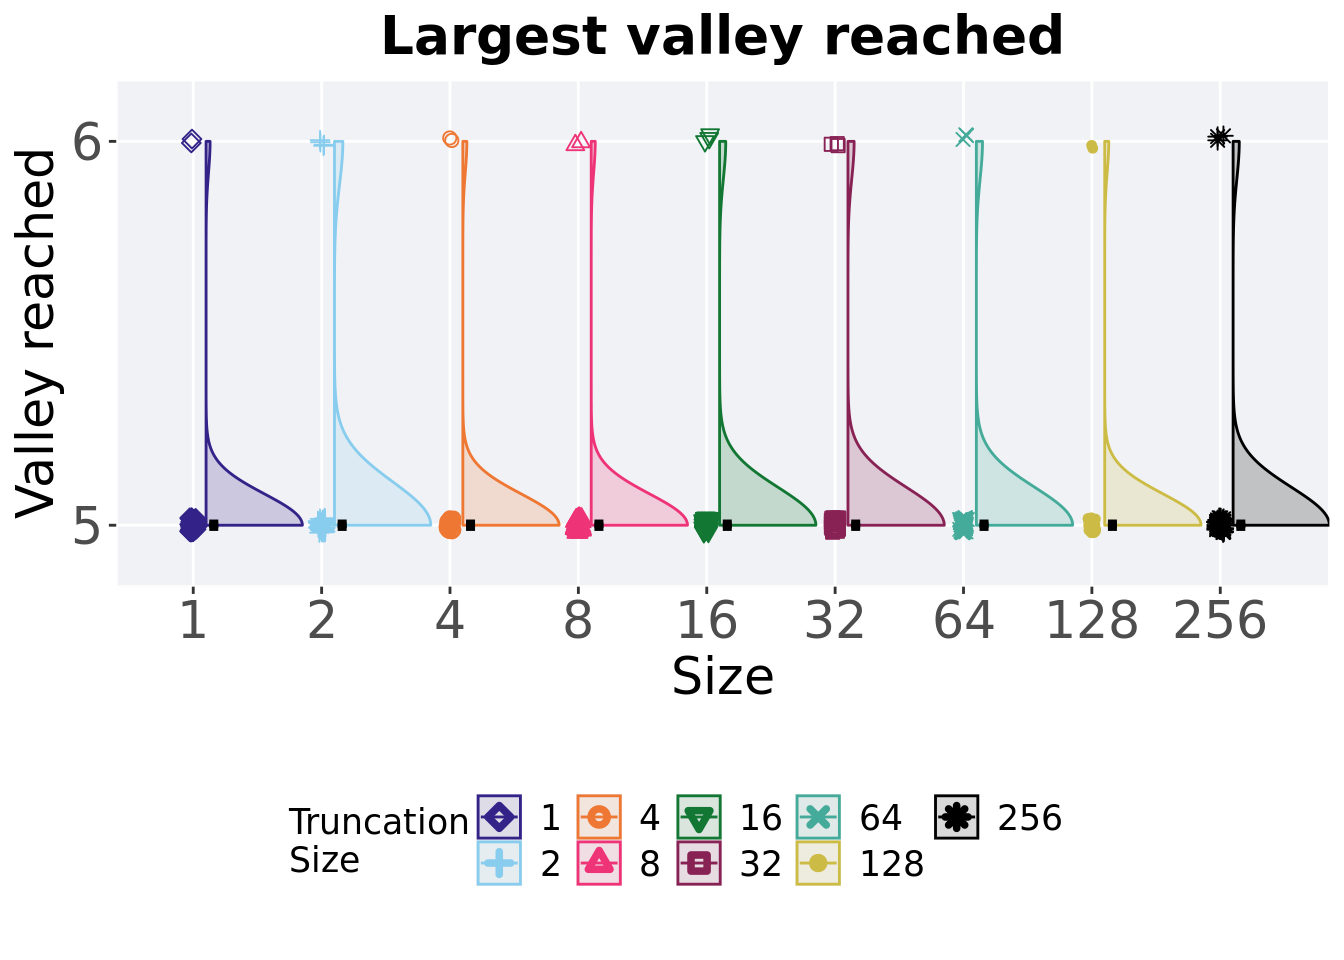 Largest valley reached
Valley reached
6
5
1 2 4 8 16 32 64 128 256
Size
Truncation
Size
1 4 16 64 256
2 8 32 128